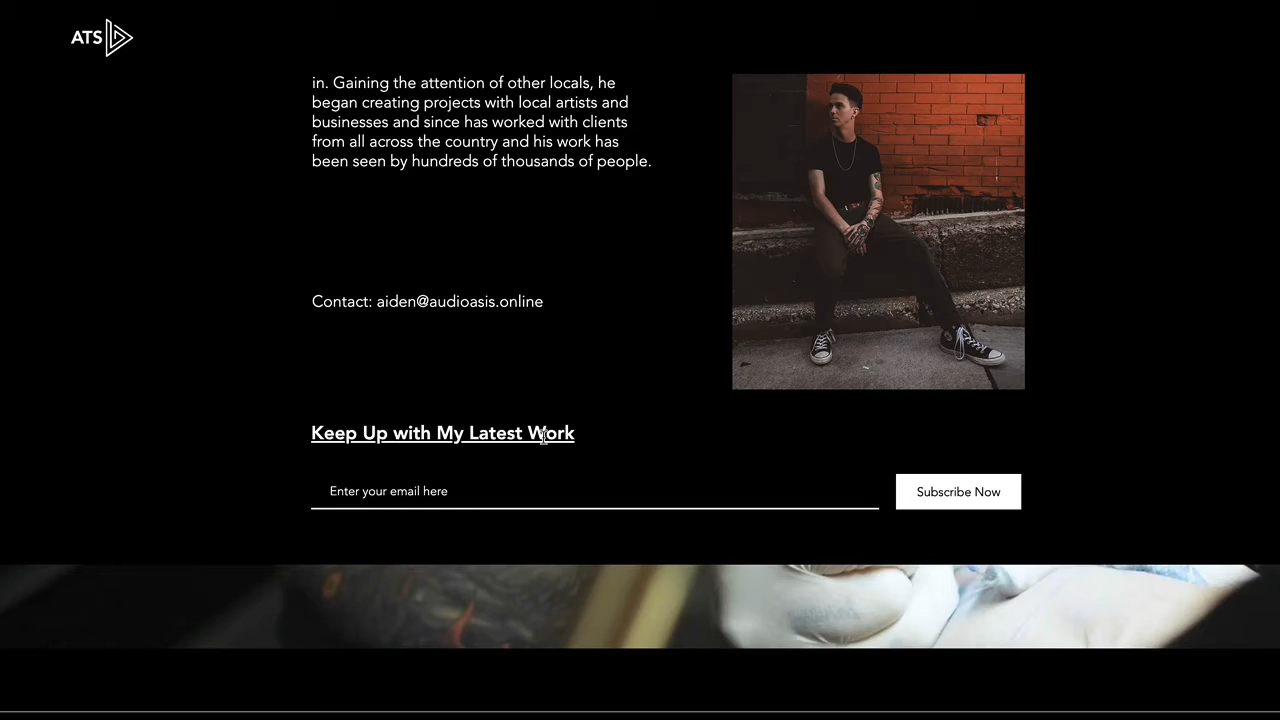 ATS
in. Gaining the attention of other locals, he
began creating projects with local artists and
businesses and since has worked with clients
from all across the country and his work has
been seen by hundreds of thousands of people.
Contact: aiden@audioasis.online
Keep Up with My Latest Work
Enter your email here
Subscribe Now